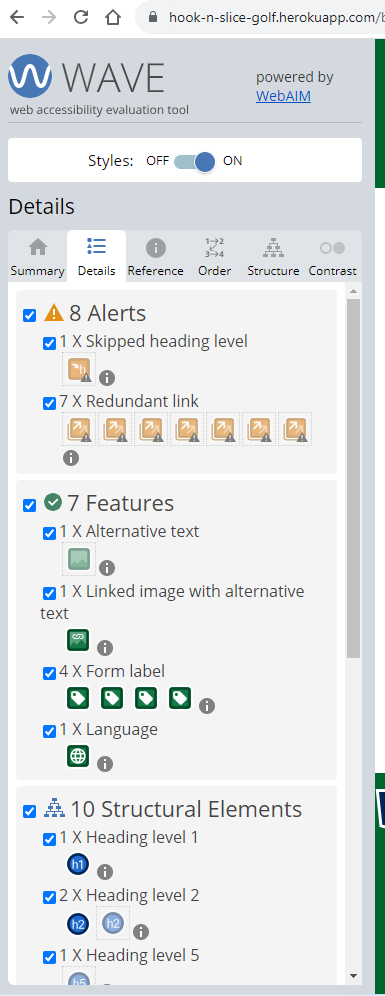 hook-n-slice-golf.herokuapp.com/b
WAVE
web accessibility evaluation tool
powered by
WebAIM
Styles: OFF ON
Details
Summary Details Reference Order Structure Contrast
8 Alerts
1 X Skipped heading level
h
7 X Redundant link
7 Features
1 X Alternative text
1 X Linked image with alternative
text
4 X Form label
1 X Language
10 Structural Elements
1 X Heading level 1
h1
2 X Heading level 2
h2 h2
1 X Heading level 5
h5